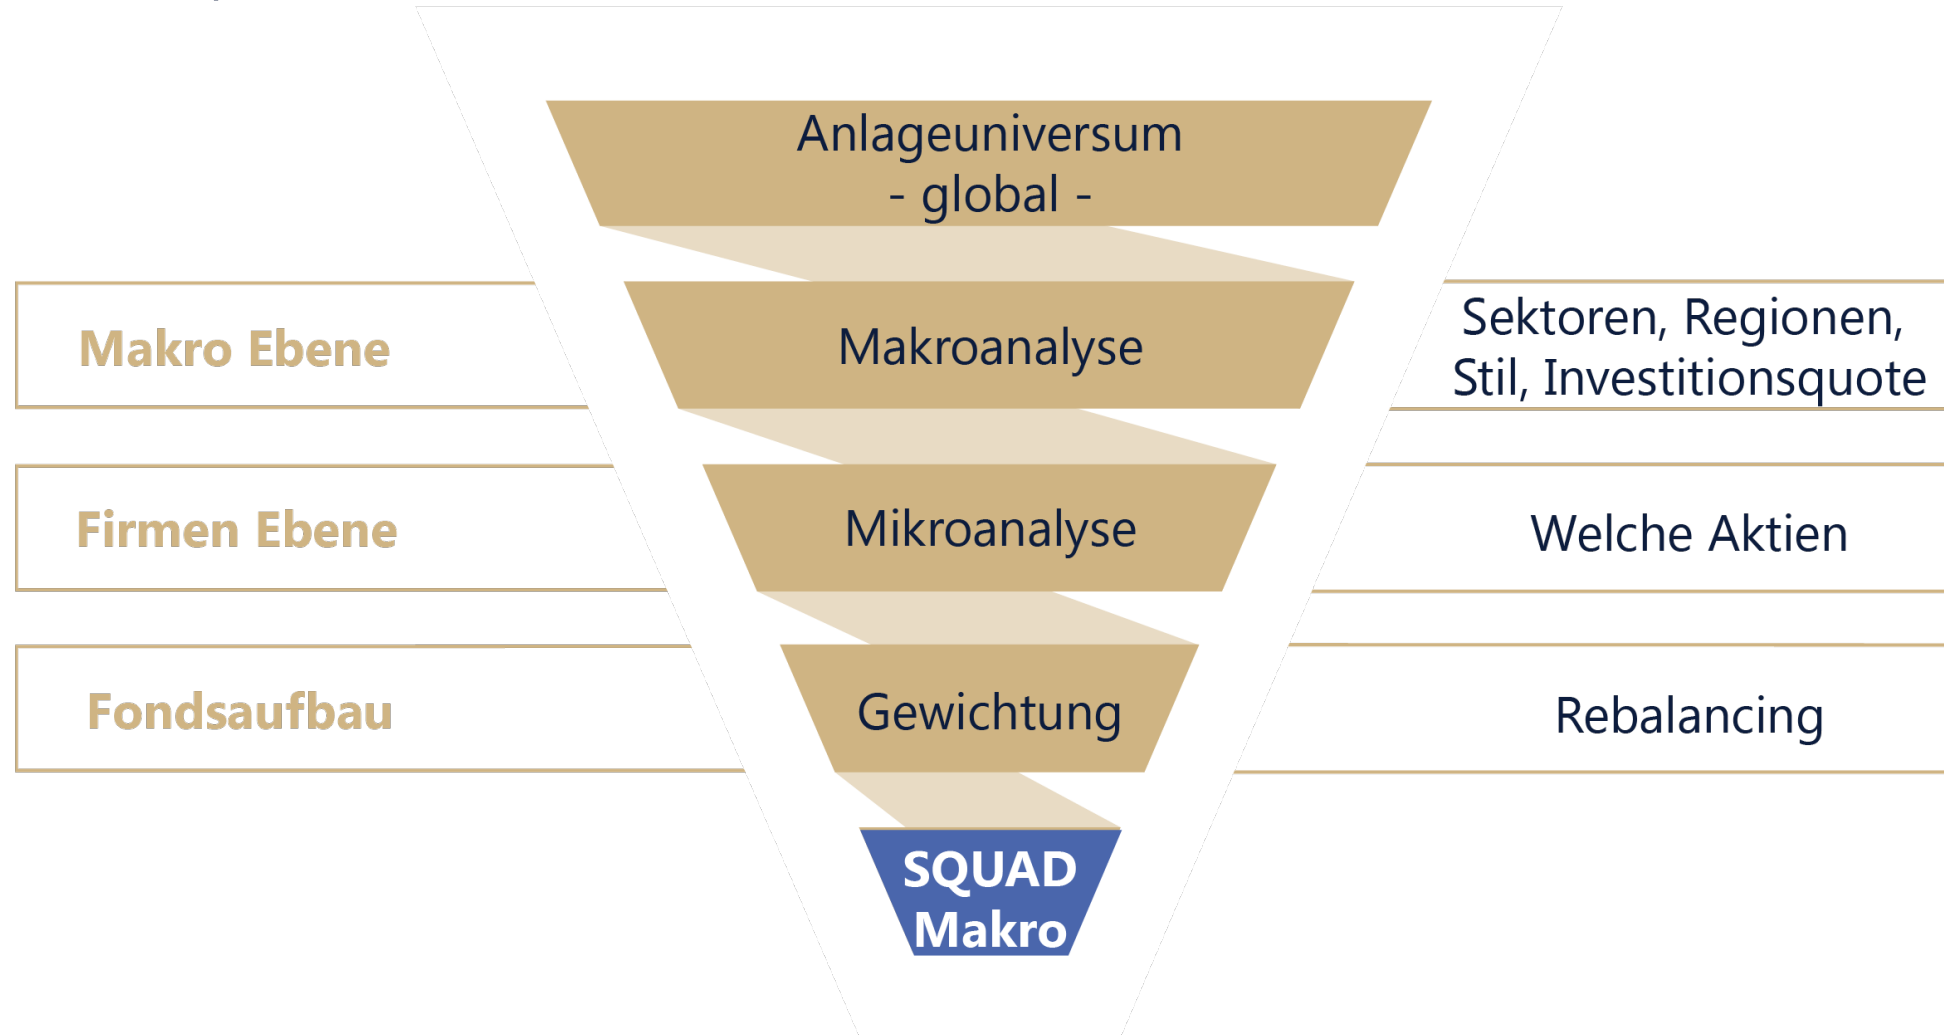 Anlageuniversum
- global -
Makro Ebene
Makroanalyse
Sektoren, Regionen,
Stil, Investitionsquote
Firmen Ebene
Mikroanalyse
Welche Aktien
Fondsaufbau
Gewichtung
Rebalancing
SQUAD
Makro